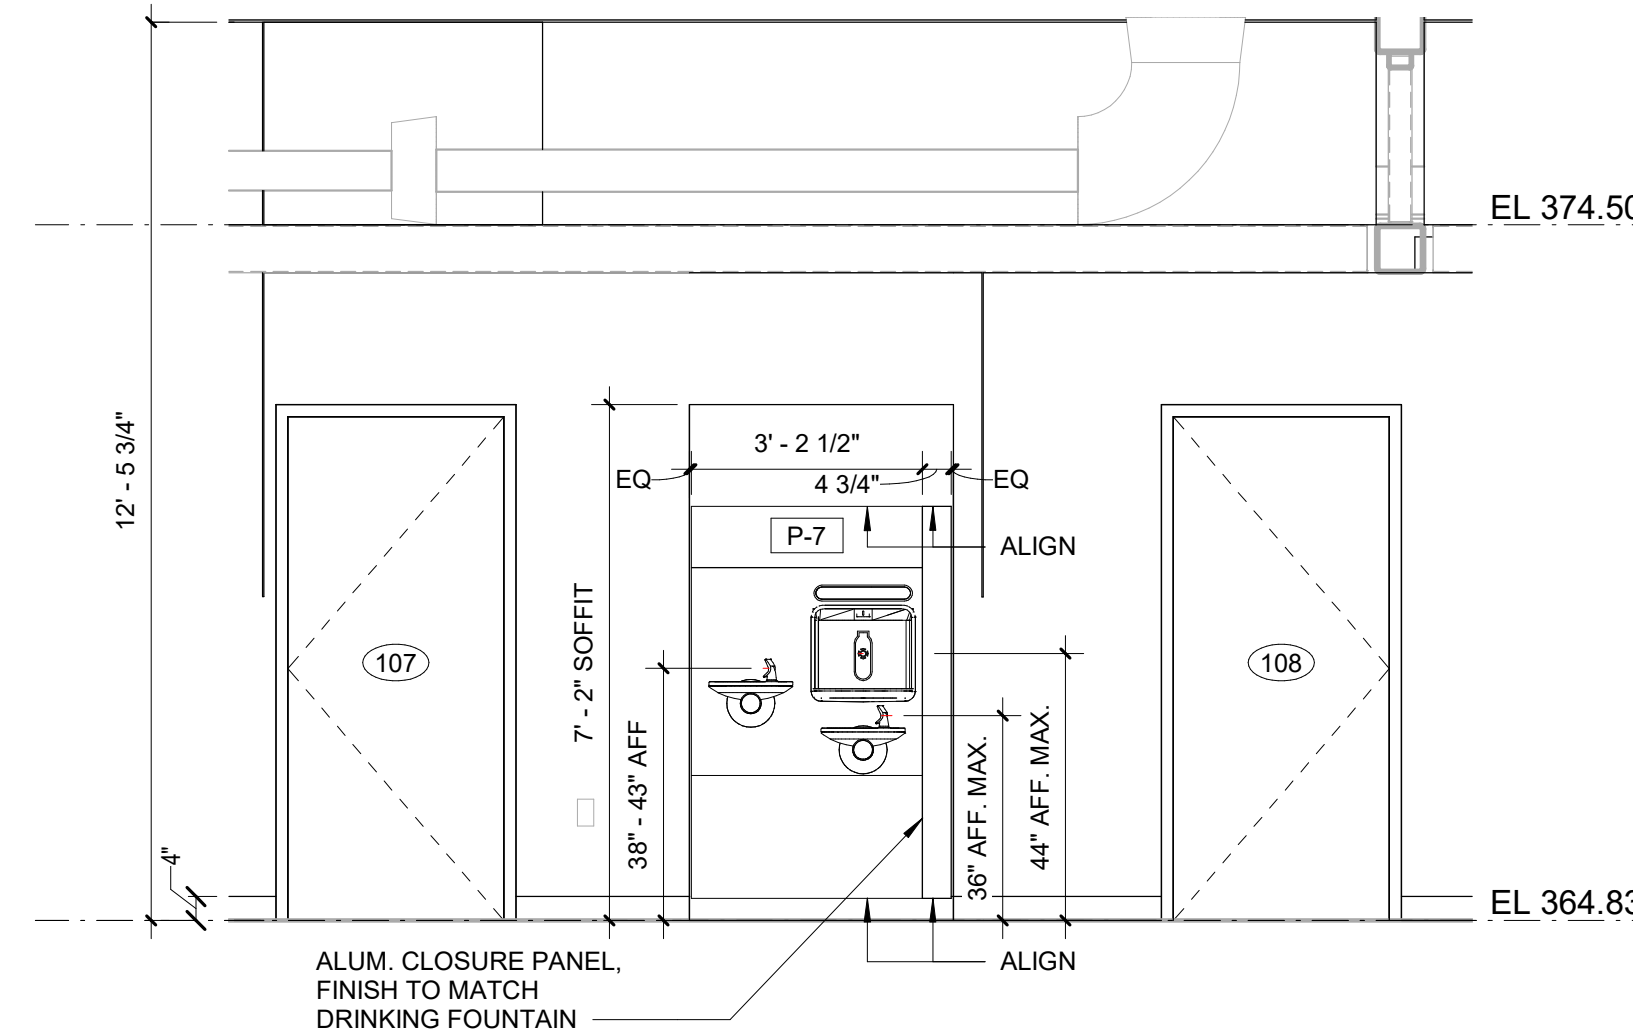 EL 374.50
12' - 5 3/4"
3' - 2 1/2"
EQ
4 3/4"
EQ
P-7
ALIGN
7' - 2" SOFFIT
107
108
38" - 43" AFF
36" AFF. MAX.
44" AFF. MAX.
4"
EL 364.83
ALIGN
ALUM. CLOSURE PANEL,
FINISH TO MATCH
DRINKING FOUNTAIN